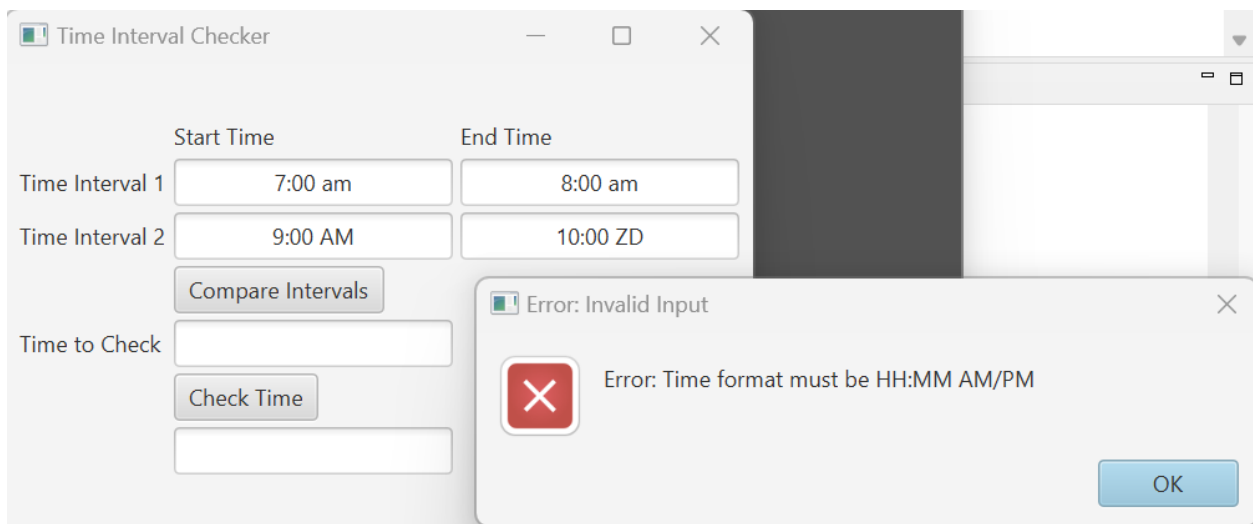 Time Interval Checker
Start Time End Time
Time Interval 1 7:00 am 8:00 am
Time Interval 2 9:00 AM 10:00 ZD
Compare Intervals
Time to Check
Check Time
Error: Invalid Input
Error: Time format must be HH:MM AM/PM
OK